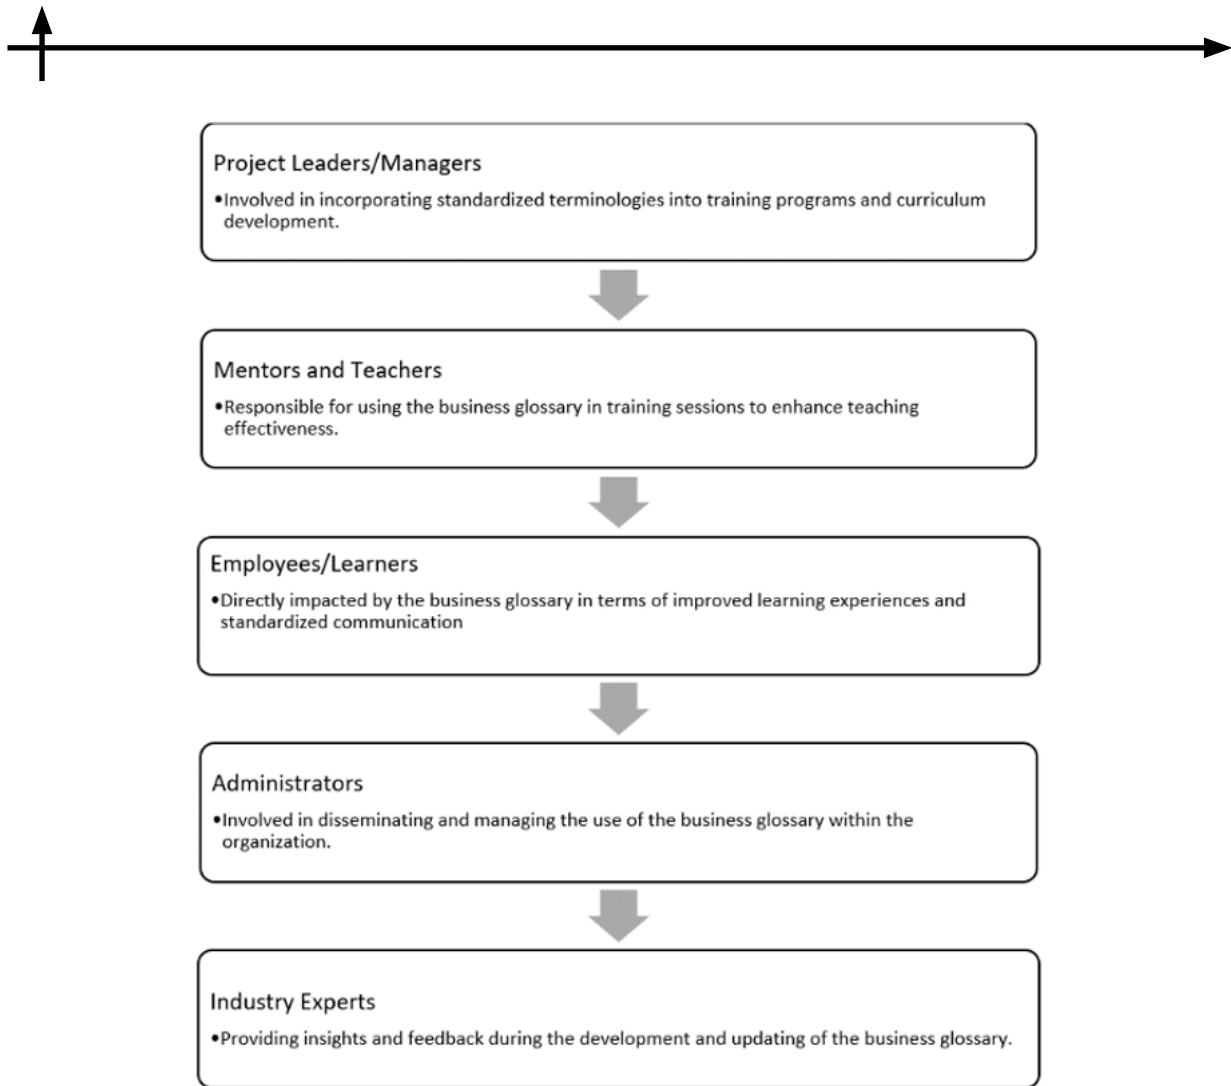 Project Leaders/Managers
•Involved in incorporating standardized terminologies into training programs and curriculum
development.
Mentors and Teachers
•Responsible for using the business glossary in training sessions to enhance teaching
effectiveness.
Employees/Learners
•Directly impacted by the business glossary in terms of improved learning experiences and
standardized communication
Administrators
•Involved in disseminating and managing the use of the business glossary within the
organization.
Industry Experts
•Providing insights and feedback during the development and updating of the business glossary.